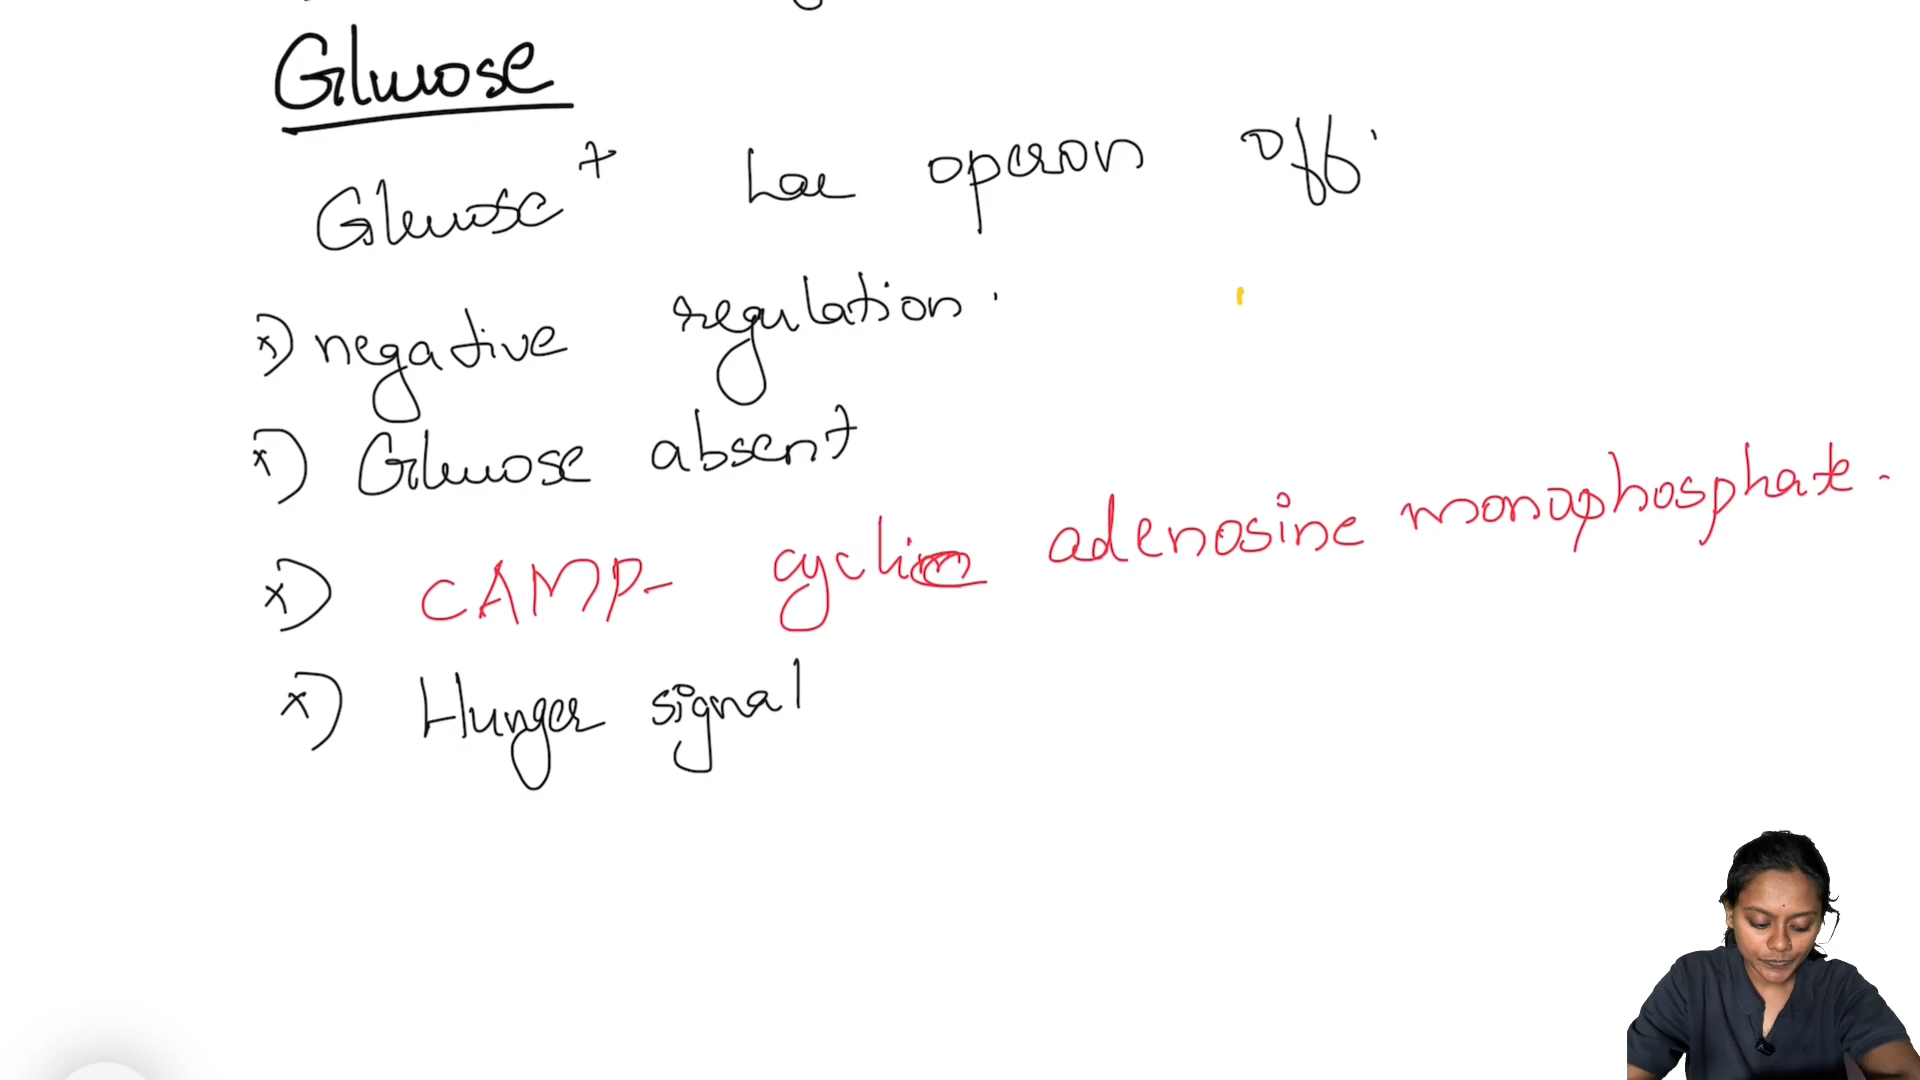 Glucose
Glucose + Lac operon off.
*) negative regulation.
*) Glucose absent
*) CAMP- cyclic adenosine monophosphate.
*) Hunger signal